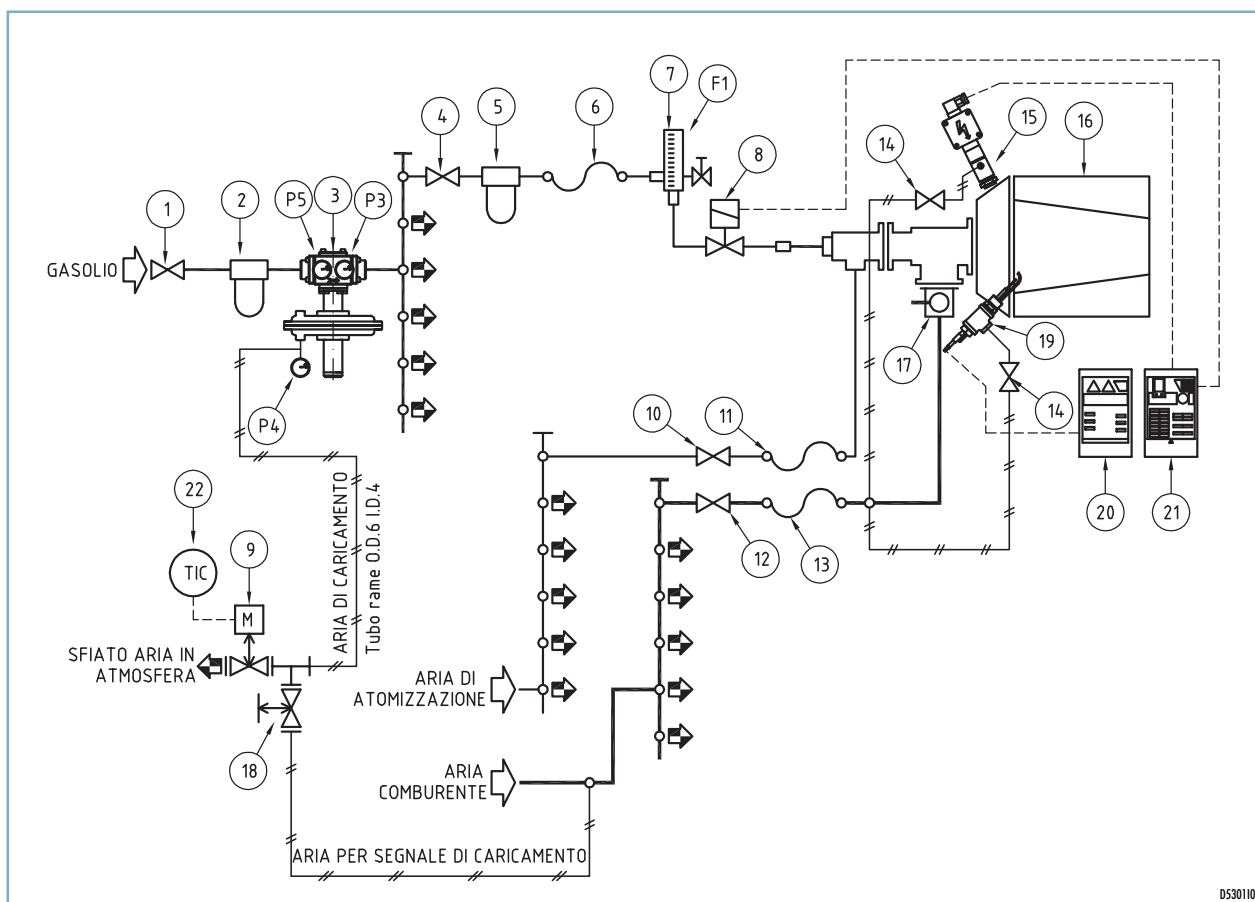 7
F1
5
6
4
15
16
8
14
P5
3
P3
1
2
GASOLIO
19
17
P4
14
10
11
22
20
21
9
12
13
TIC
ARIA DI CARICAMENTO
Tubo rame O.D.6 I.D.4
M
SFIATO ARIA IN
ATMOSFERA
ARIA DI
ATOMIZZAZIONE
18
ARIA
COMBURENTE
ARIA PER SEGNALE DI CARICAMENTO
D5301I0